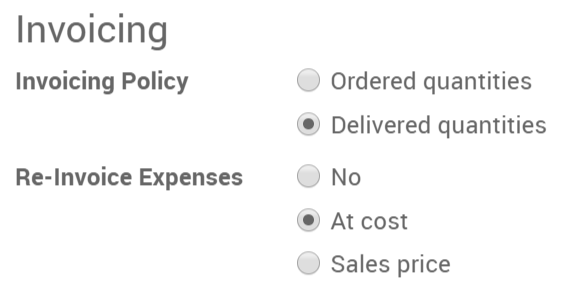 Invoicing
Invoicing Policy Ordered quantities
Delivered quantities
Re-Invoice Expenses No
At cost
Sales price